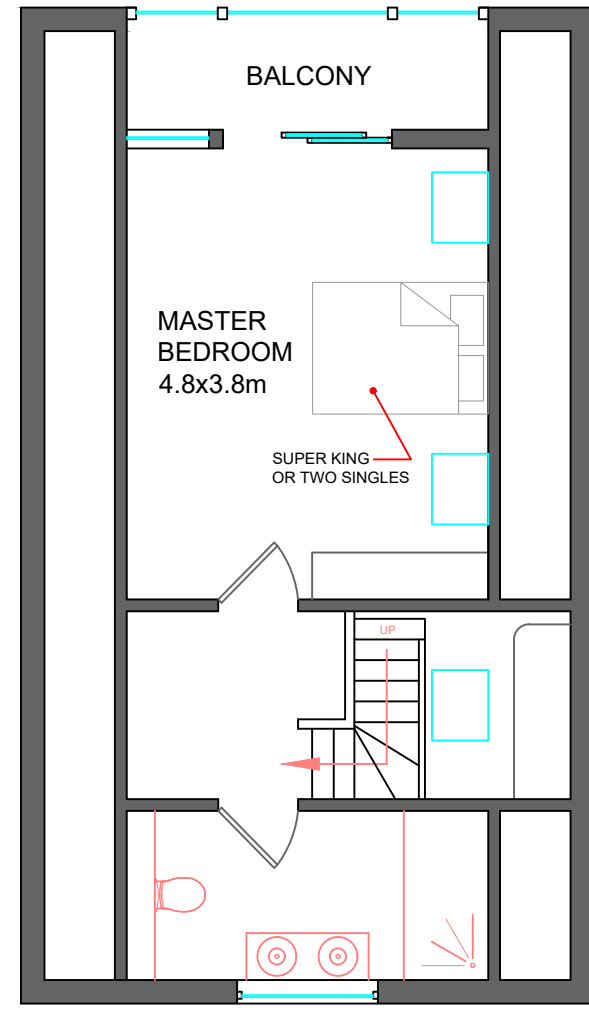 BALCONY
MASTER
BEDROOM
4.8x3.8m
SUPER KING
OR TWO SINGLES
UP